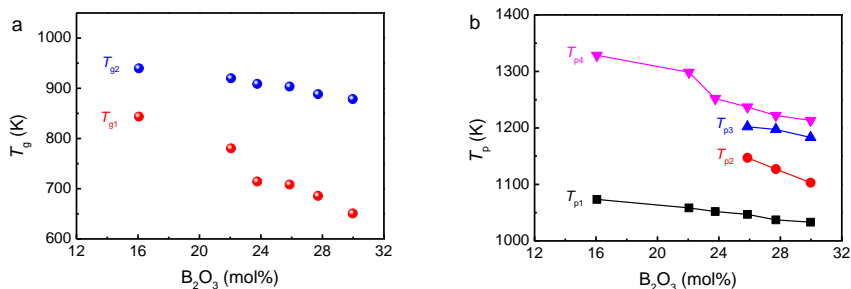 a
1000
900
800
700
600
T_g (K)
T_g2
T_g1
12 16 20 24 28 32
B₂O₃ (mol%)
b
1400
1300
1200
1100
1000
T_p (K)
T_p4
T_p3
T_p2
T_p1
12 16 20 24 28 32
B₂O₃ (mol%)